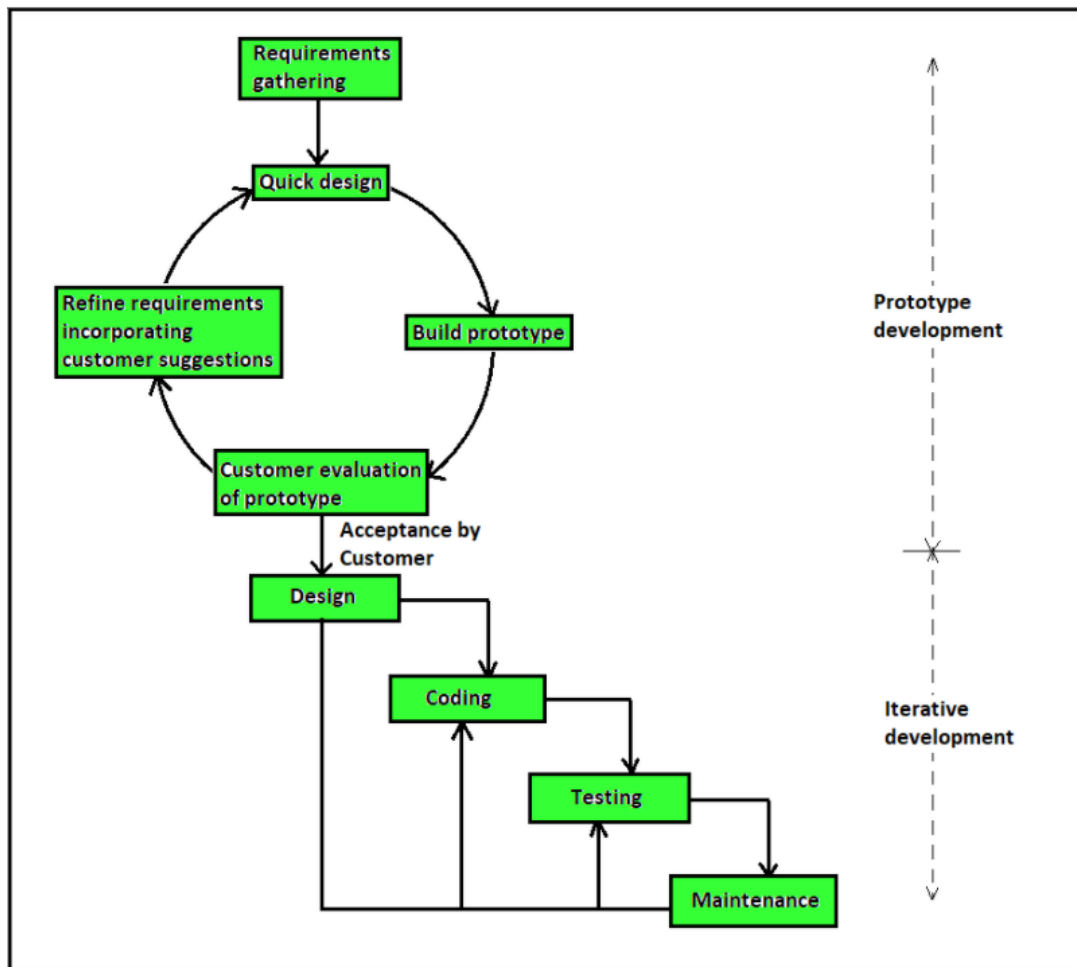 Requirements
gathering
Quick design
Refine requirements
incorporating
customer suggestions
Build prototype
Prototype
development
Customer evaluation
of prototype
Acceptance by
Customer
Design
Coding
Iterative
development
Testing
Maintenance